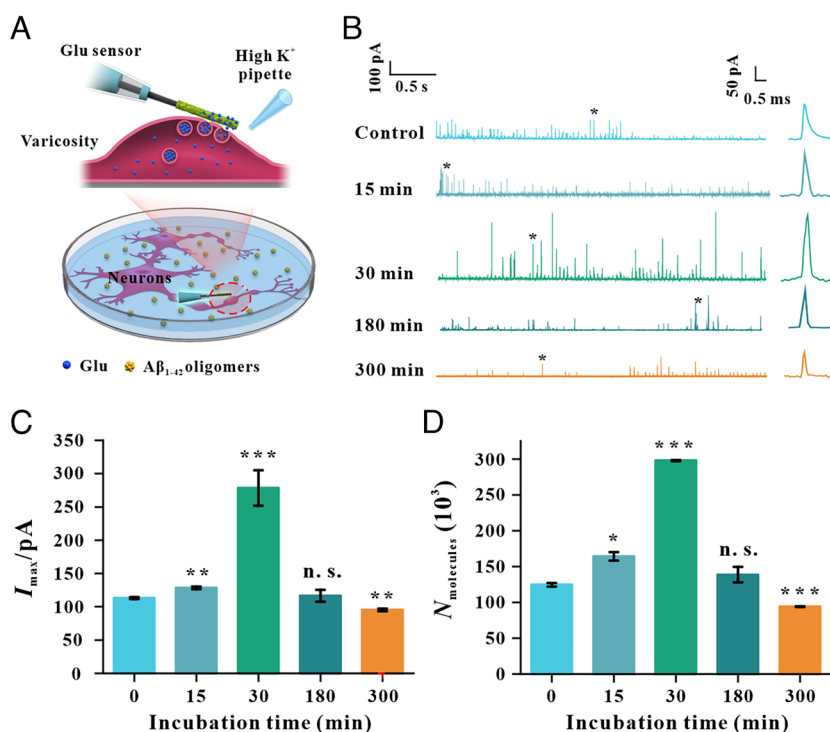 A
Glu sensor
High K⁺
pipette
Varicosity
Neurons
Glu
Aβ₁₋₄₂ oligomers
B
100 pA
0.5 s
50 pA
0.5 ms
Control
*
15 min
*
30 min
*
180 min
*
300 min
*
C
Imax/pA
350
300
250
200
150
100
50
0
**
***
n. s.
**
0 15 30 180 300
Incubation time (min)
D
Nmolecules (10³)
300
250
200
150
100
50
0
*
***
n. s.
***
0 15 30 180 300
Incubation time (min)